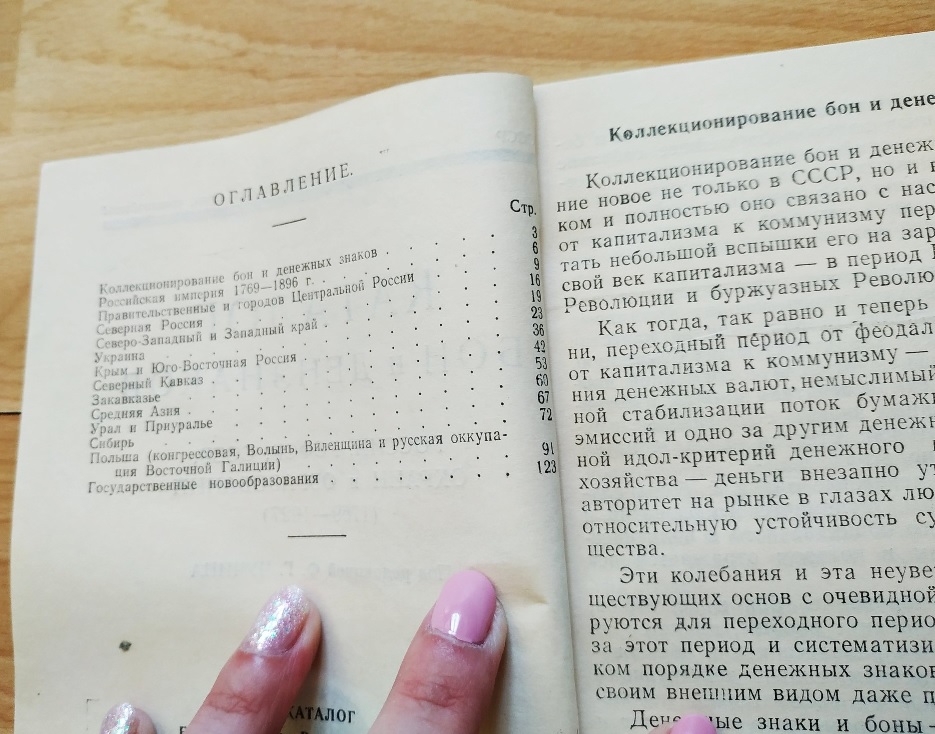 ОГЛАВЛЕНИЕ.
Стр.
Коллекционирование бон и денежных знаков . . . . 3
Российская империя 1769—1896 г. . . . . 6
Правительственные и городов Центральной России . . 9
Северная Россия . . . . 16
Северо-Западный и Западный край . . . . 19
Украина . . . . 23
Крым и Юго-Восточная Россия . . . . 36
Северный Кавказ . . . . 42
Закавказье . . . . 53
Средняя Азия . . . . 60
Урал и Приуралье . . . . 67
Сибирь . . . . 72
Польша (конгрессовая, Волынь, Виленщина и русская оккупа-
ция Восточной Галиции) . . . . 91
Государственные новообразования . . . . 123
КАТАЛОГ
Коллекционирование бон и дене
Коллекционирование бон и денеж
ние новое не только в СССР, но и
ком и полностью оно связано с нас
от капитализма к коммунизму пер
тать небольшой вспышки его на зар
свой век капитализма — в период
Революции и буржуазных Револю
Как тогда, так равно и теперь
ни, переходный период от феодал
от капитализма к коммунизму —
ния денежных валют, немыслимый
ной стабилизации поток бумаж
эмиссий и одно за другим денежн
ной идол-критерий денежного
хозяйства — деньги внезапно ут
авторитет на рынке в глазах лю
относительную устойчивость су
щества.
Эти колебания и эта неуве
ществующих основ с очевидной
руются для переходного перио
за этот период и систематизи
ком порядке денежных знаков
своим внешним видом даже п
знаки и боны —